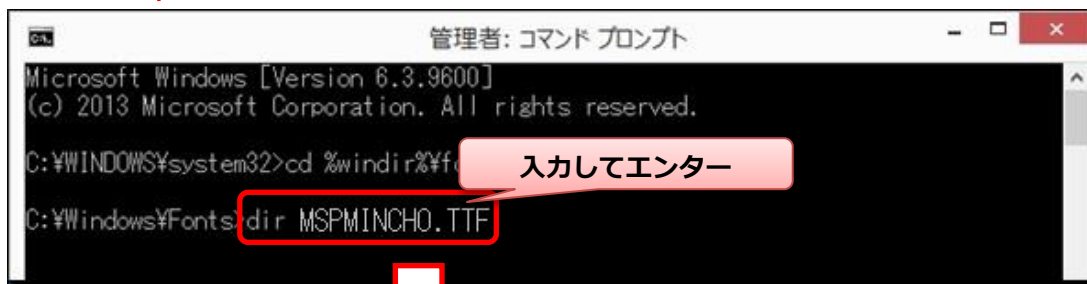 管理者: コマンド プロンプト
Microsoft Windows [Version 6.3.9600]
(c) 2013 Microsoft Corporation. All rights reserved.
C:¥WINDOWS¥system32>cd %windir%¥fo
入力してエンター
C:¥Windows¥Fonts>dir MSPMINCHO.TTF